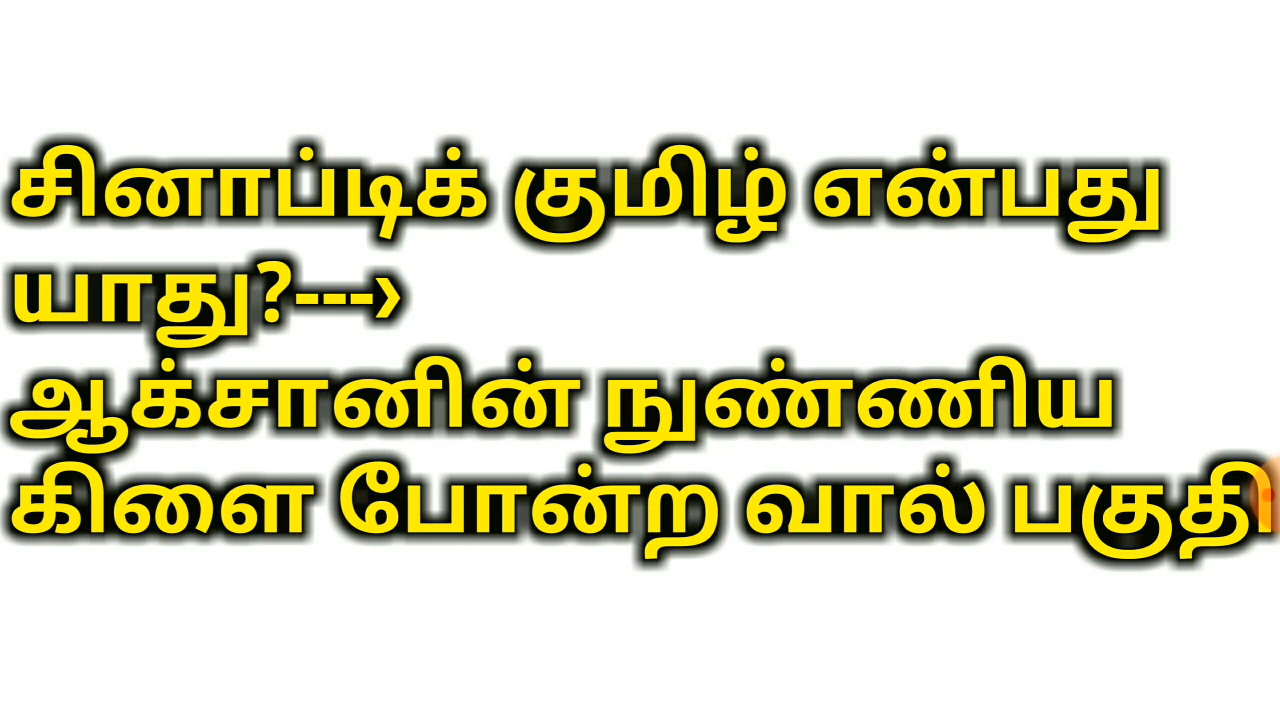 சினாப்டிக் குமிழ் என்பது
யாது?---›
ஆக்சானின் நுண்ணிய
கிளை போன்ற வால் பகுதி